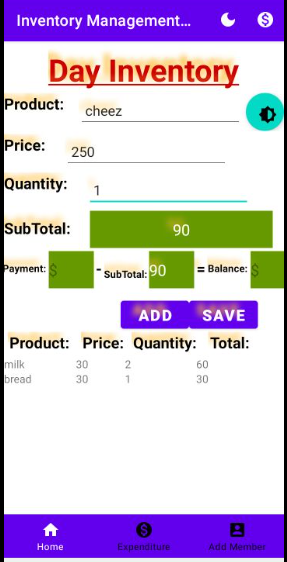 Inventory Management...
Day Inventory
Product: cheez
Price: 250
Quantity: 1
SubTotal: 90
Payment: $ - SubTotal: 90 = Balance: $
ADD SAVE
Product: Price: Quantity: Total:
milk 30 2 60
bread 30 1 30
Home Expenditure Add Member